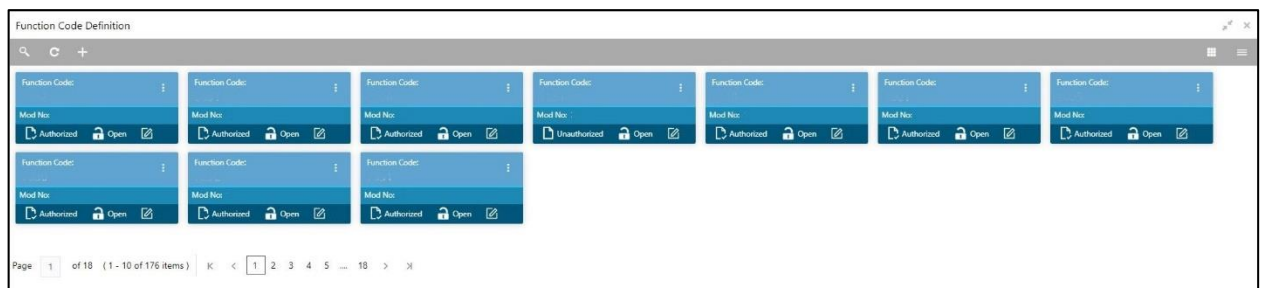 Function Code Definition
Function Code: Function Code: Function Code: Function Code: Function Code: Function Code: Function Code:
Mod No: Mod No: Mod No: Mod No: Mod No: Mod No: Mod No:
Authorized Open Authorized Open Authorized Open Unauthorized Open Authorized Open Authorized Open Authorized Open
Function Code: Function Code: Function Code:
Mod No: Mod No: Mod No:
Authorized Open Authorized Open Authorized Open
Page 1 of 18 ( 1 - 10 of 176 items ) 1 2 3 4 5 ... 18